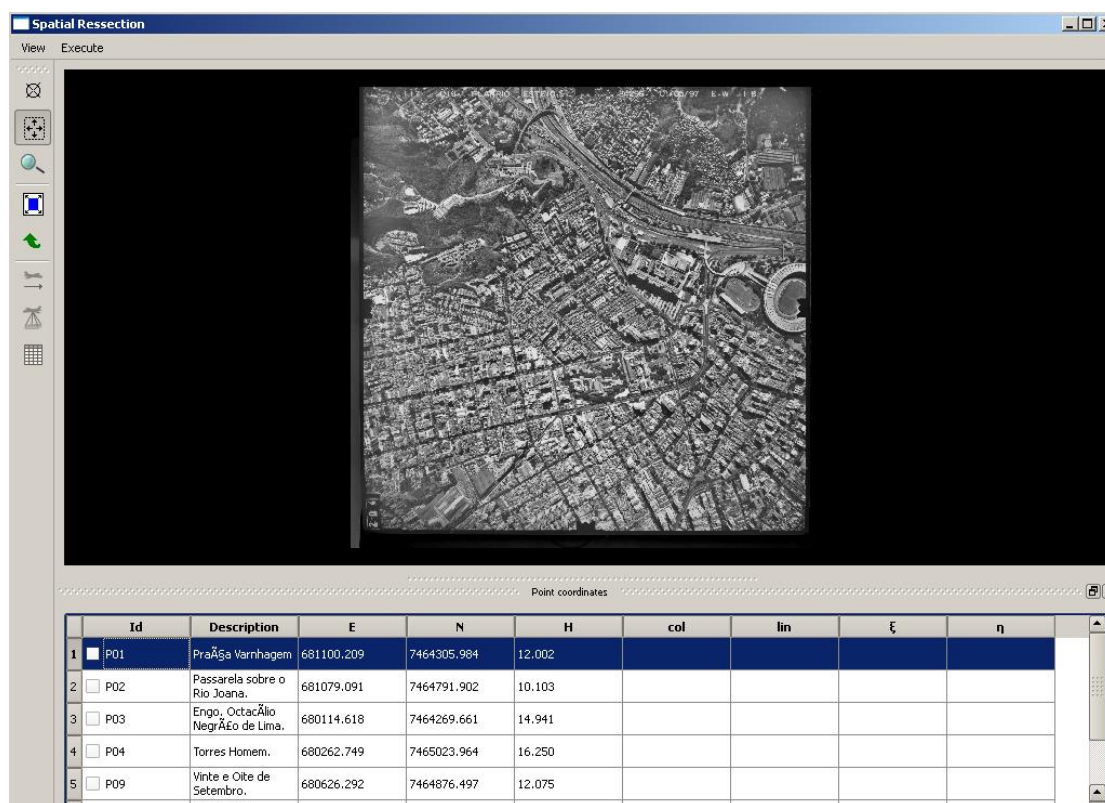 Spatial Ressection
View Execute
Point coordinates
Id Description E N H col lin ξ η
1 P01 PraÃ§a Varnhagem 681100.209 7464305.984 12.002
2 P02 Passarela sobre o
Rio Joana. 681079.091 7464791.902 10.103
3 P03 Engo. OctacÃ­lio
NegrÃ£o de Lima. 680114.618 7464269.661 14.941
4 P04 Torres Homem. 680262.749 7465023.964 16.250
5 P09 Vinte e Oite de
Setembro. 680626.292 7464876.497 12.075